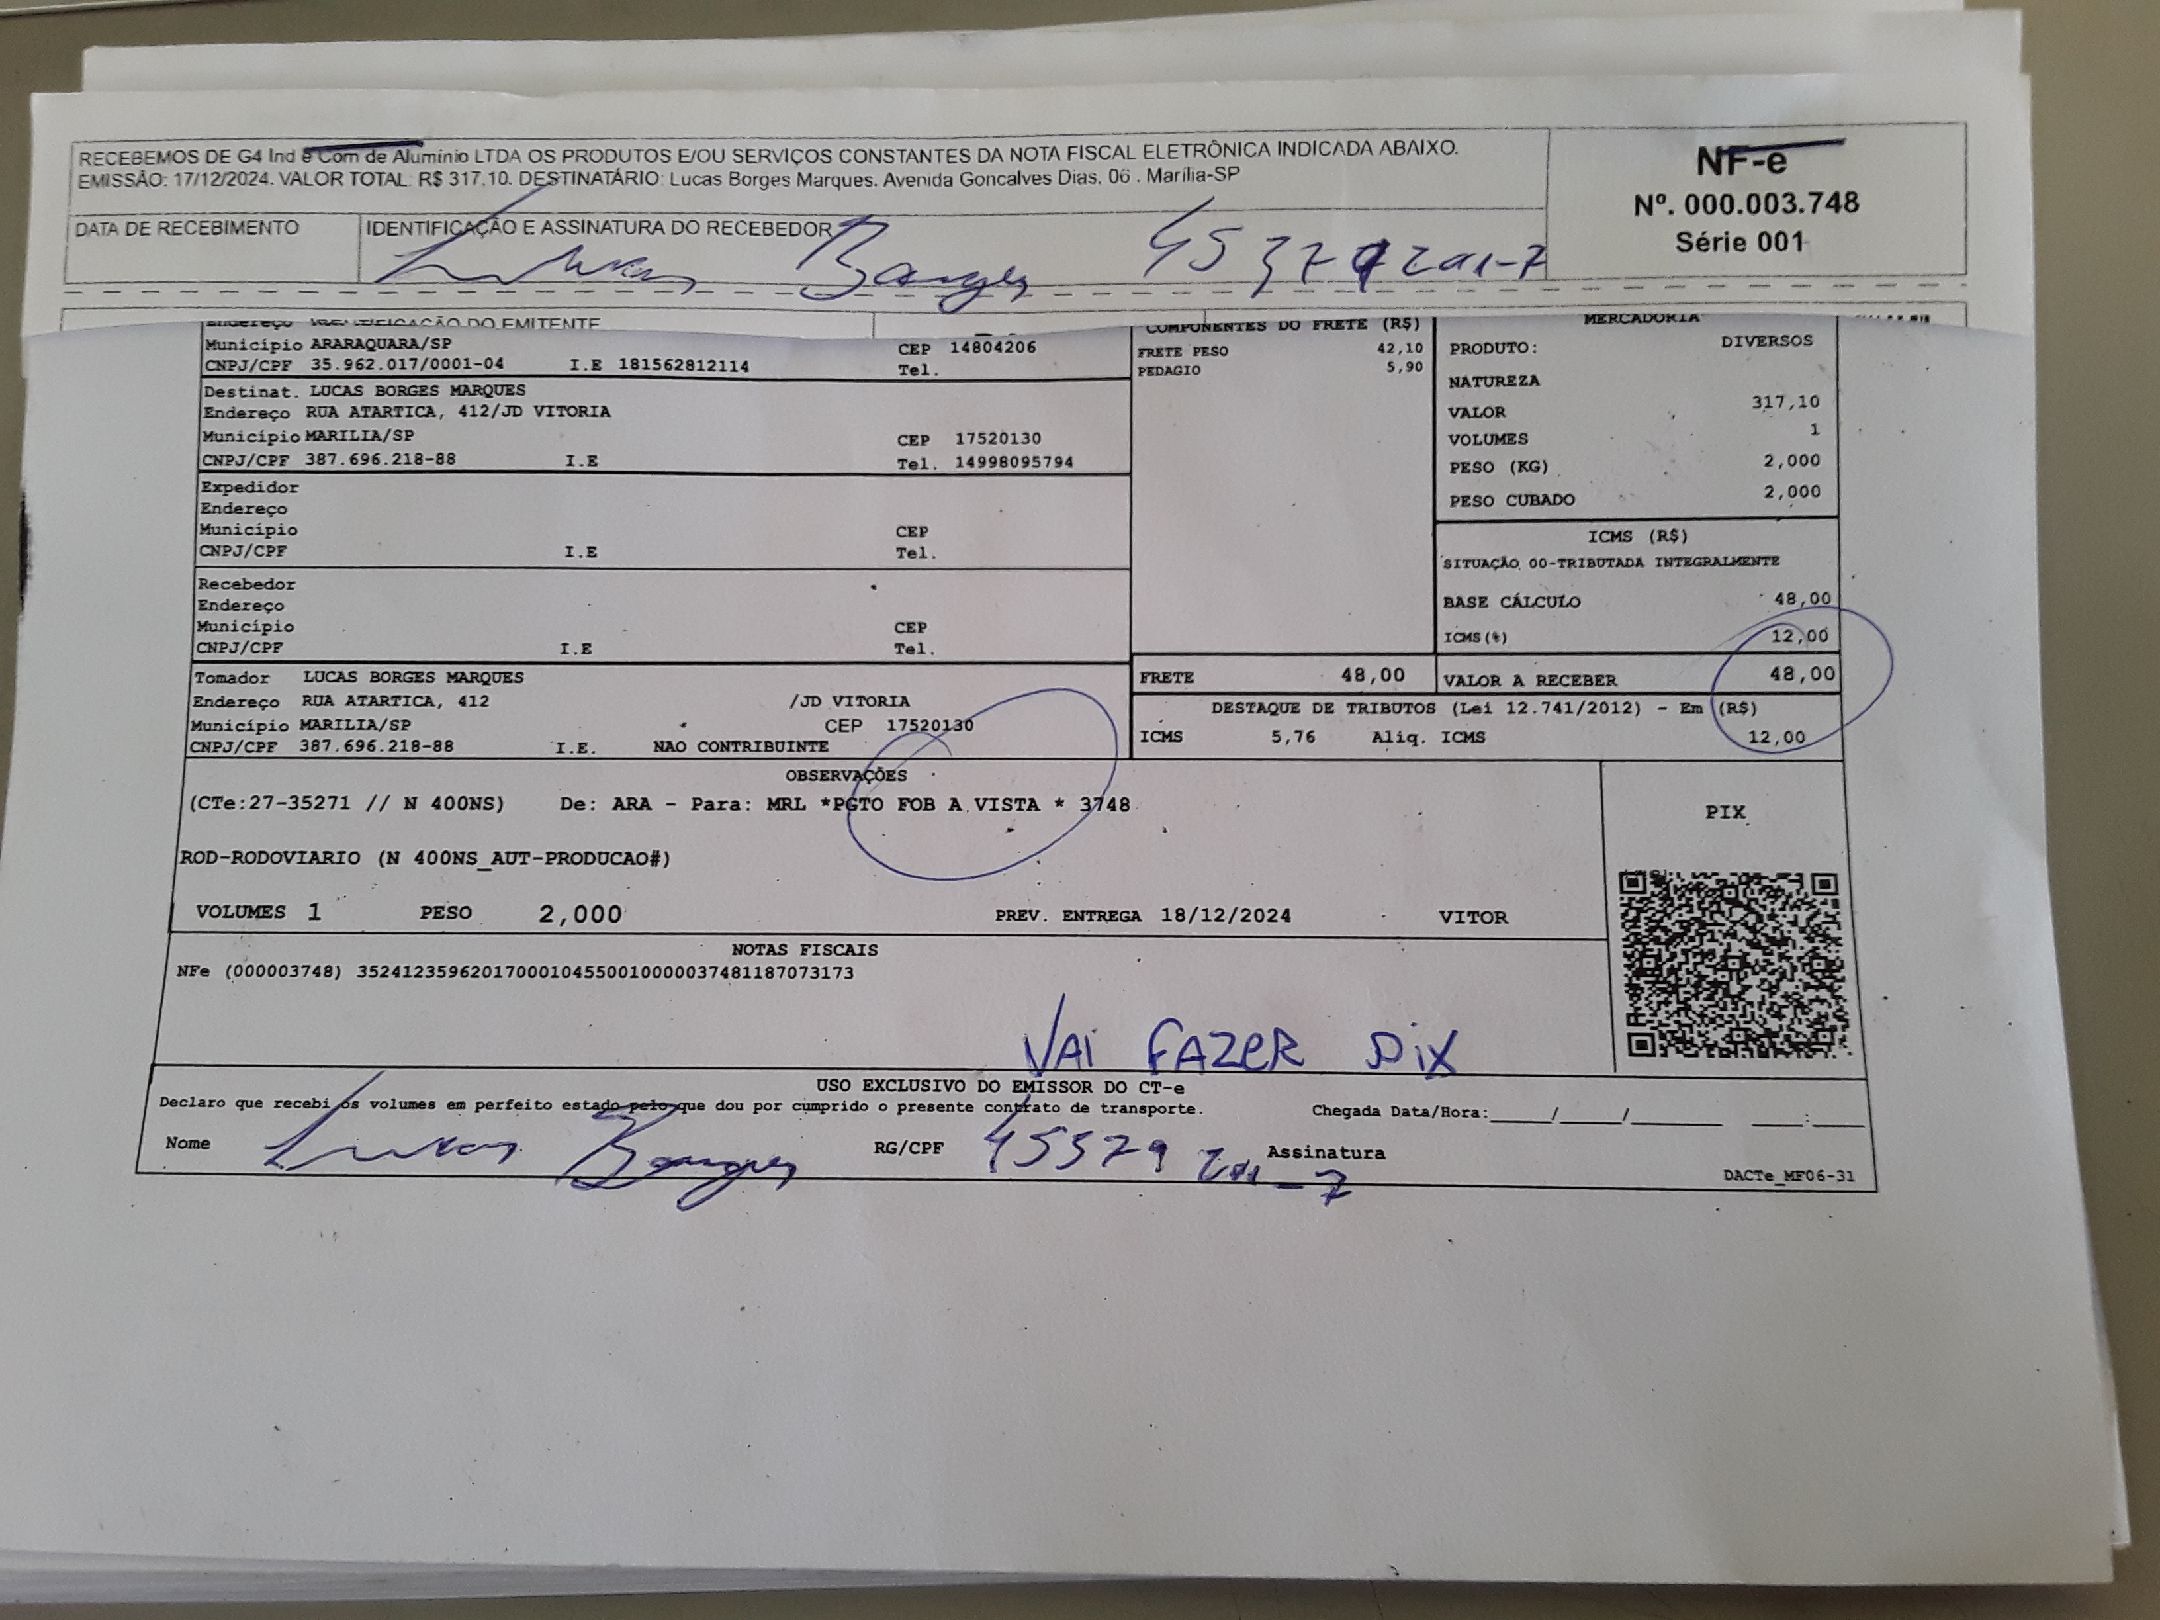 RECEBEMOS DE G4 Ind e Com de Alumínio LTDA OS PRODUTOS E/OU SERVIÇOS CONSTANTES DA NOTA FISCAL ELETRÔNICA INDICADA ABAIXO.
EMISSÃO: 17/12/2024. VALOR TOTAL: R$ 317,10. DESTINATÁRIO: Lucas Borges Marques. Avenida Goncalves Dias, 06 . Marília-SP
NF-e
Nº. 000.003.748
Série 001
DATA DE RECEBIMENTO
IDENTIFICAÇÃO E ASSINATURA DO RECEBEDOR
Lukas Borges
Endereço
IDENTIFICAÇÃO DO EMITENTE
Município ARARAQUARA/SP CEP 14804206
CNPJ/CPF 35.962.017/0001-04 I.E 181562812114 Tel.
Destinat. LUCAS BORGES MARQUES
Endereço RUA ATARTICA, 412/JD VITORIA
Município MARILIA/SP CEP 17520130
CNPJ/CPF 387.696.218-88 I.E Tel. 14998095794
Expedidor
Endereço
Município CEP
CNPJ/CPF I.E Tel.
Recebedor
Endereço
Município CEP
CNPJ/CPF I.E Tel.
Tomador LUCAS BORGES MARQUES
Endereço RUA ATARTICA, 412 /JD VITORIA
Município MARILIA/SP CEP 17520130
CNPJ/CPF 387.696.218-88 I.E. NAO CONTRIBUINTE
COMPONENTES DO FRETE (R$)
FRETE PESO 42,10
PEDAGIO 5,90
MERCADORIA
PRODUTO: DIVERSOS
NATUREZA
VALOR 317,10
VOLUMES 1
PESO (KG) 2,000
PESO CUBADO 2,000
ICMS (R$)
SITUAÇÃO 00-TRIBUTADA INTEGRALMENTE
BASE CÁLCULO 48,00
ICMS(%) 12,00
FRETE 48,00 VALOR A RECEBER 48,00
DESTAQUE DE TRIBUTOS (Lei 12.741/2012) - Em (R$)
ICMS 5,76 Aliq. ICMS 12,00
OBSERVAÇÕES
(CTe:27-35271 // N 400NS) De: ARA - Para: MRL *PGTO FOB A VISTA * 3748
ROD-RODOVIARIO (N 400NS_AUT-PRODUCAO#)
VOLUMES 1 PESO 2,000 PREV. ENTREGA 18/12/2024 VITOR
PIX
NOTAS FISCAIS
NFe (000003748) 35241235962017000104550010000037481187073173
VAI FAZER PIX
USO EXCLUSIVO DO EMISSOR DO CT-e
Declaro que recebi os volumes em perfeito estado pelo que dou por cumprido o presente contrato de transporte. Chegada Data/Hora:____/____/______ ____:____
Nome Lukas Borges RG/CPF Assinatura
DACTe_MF06-31